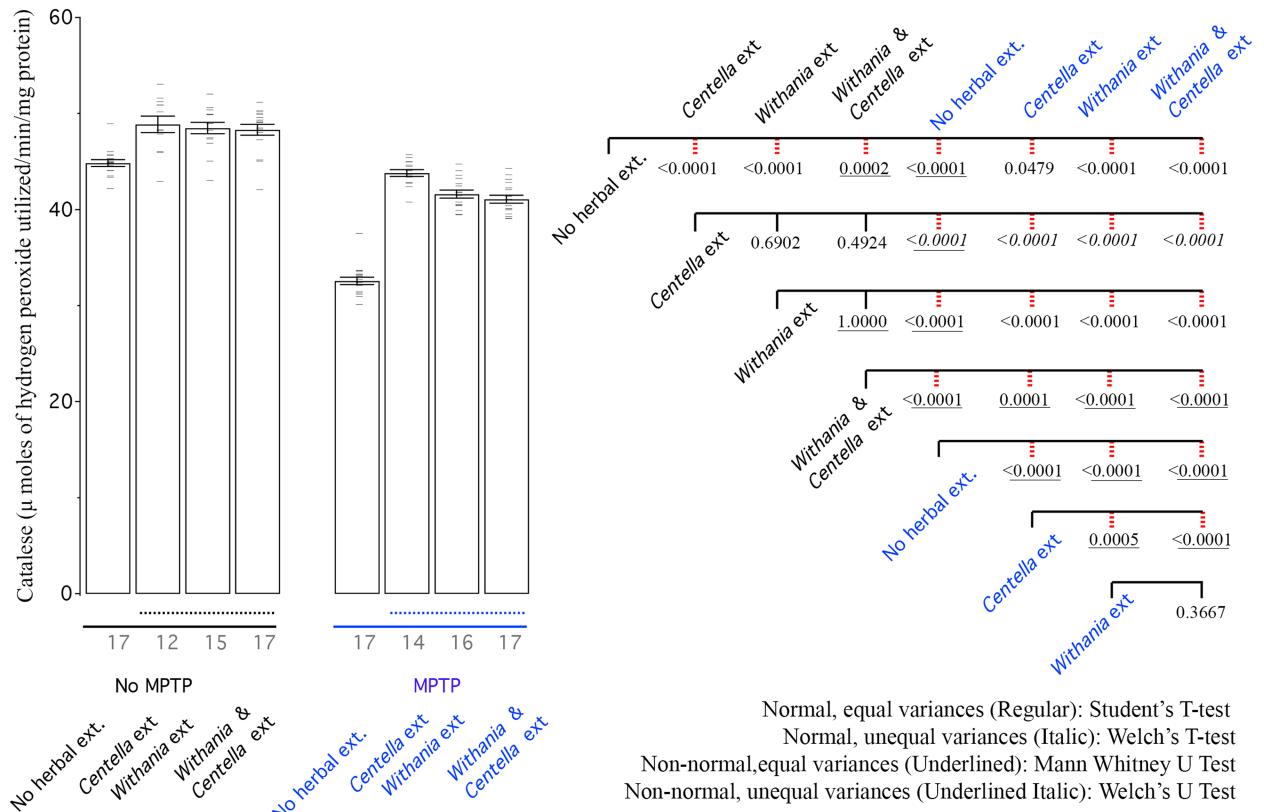 Catalese (µ moles of hydrogen peroxide utilized/min/mg protein)
60
40
20
0
17 12 15 17
17 14 16 17
No MPTP
MPTP
No herbal ext.
Centella ext
Withania ext
Withania &
Centella ext
No herbal ext.
Centella ext
Withania ext
Withania &
Centella ext
Centella ext
Withania ext
Withania &
Centella ext
No herbal ext.
Centella ext
Withania ext
Withania &
Centella ext
No herbal ext.
<0.0001 <0.0001 0.0002 <0.0001 0.0479 <0.0001 <0.0001
Centella ext
0.6902 0.4924 <0.0001 <0.0001 <0.0001 <0.0001
Withania ext
1.0000 <0.0001 <0.0001 <0.0001 <0.0001
Withania &
Centella ext
<0.0001 0.0001 <0.0001 <0.0001
No herbal ext.
<0.0001 <0.0001 <0.0001
Centella ext
0.0005 <0.0001
Withania ext
0.3667
Normal, equal variances (Regular): Student’s T-test
Normal, unequal variances (Italic): Welch’s T-test
Non-normal,equal variances (Underlined): Mann Whitney U Test
Non-normal, unequal variances (Underlined Italic): Welch’s U Test